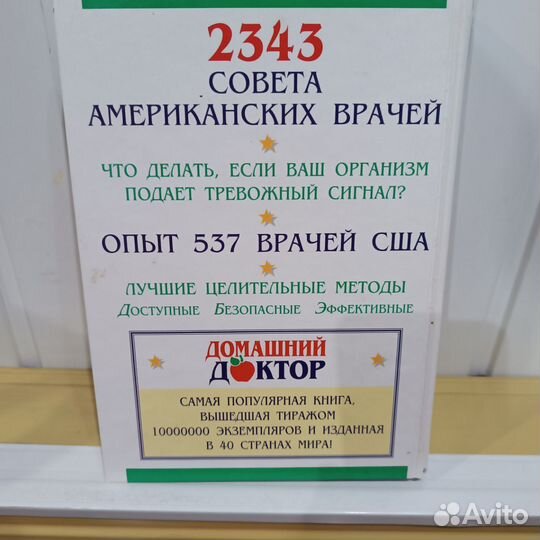 2343
СОВЕТА
АМЕРИКАНСКИХ ВРАЧЕЙ
ЧТО ДЕЛАТЬ, ЕСЛИ ВАШ ОРГАНИЗМ
ПОДАЕТ ТРЕВОЖНЫЙ СИГНАЛ?
ОПЫТ 537 ВРАЧЕЙ США
ЛУЧШИЕ ЦЕЛИТЕЛЬНЫЕ МЕТОДЫ
ДОСТУПНЫЕ БЕЗОПАСНЫЕ ЭФФЕКТИВНЫЕ
ДОМАШНИЙ
ДОКТОР
САМАЯ ПОПУЛЯРНАЯ КНИГА,
ВЫШЕДШАЯ ТИРАЖОМ
10000000 ЭКЗЕМПЛЯРОВ И ИЗДАННАЯ
В 40 СТРАНАХ МИРА!
Avito